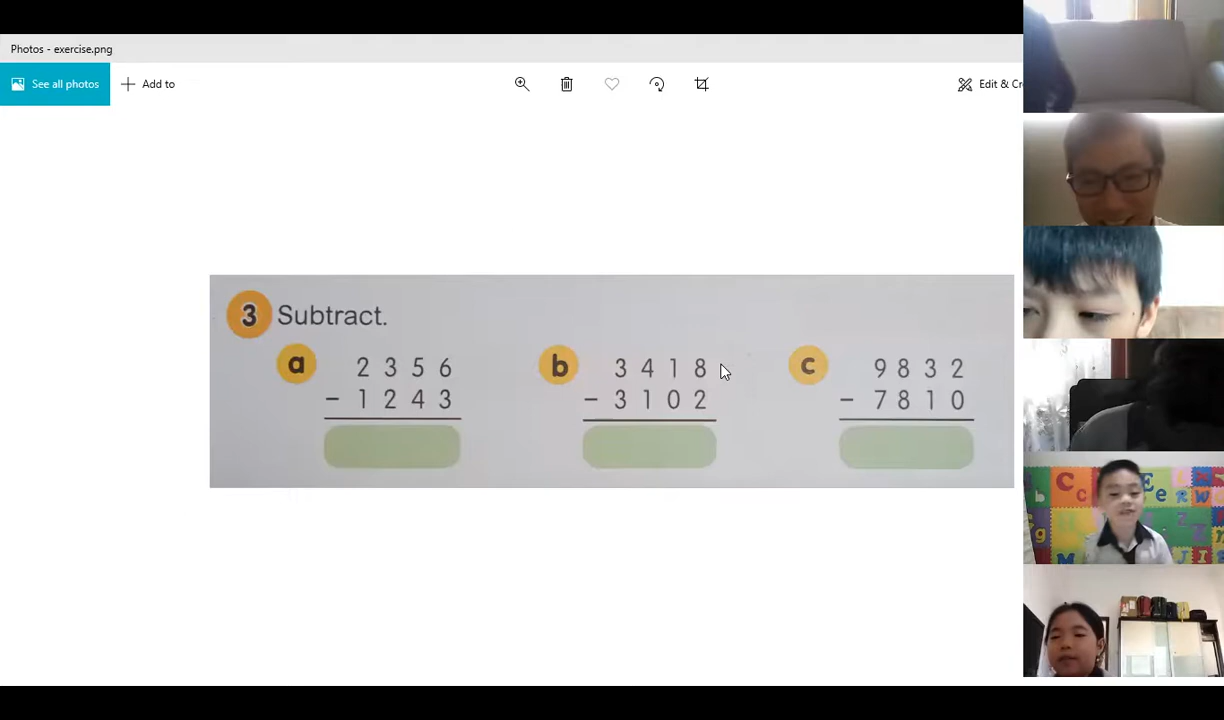 Photos - exercise.png
See all photos
Add to
Edit & Cr
3 Subtract.
a
2 3 5 6
- 1 2 4 3
b
3 4 1 8
- 3 1 0 2
c
9 8 3 2
- 7 8 1 0